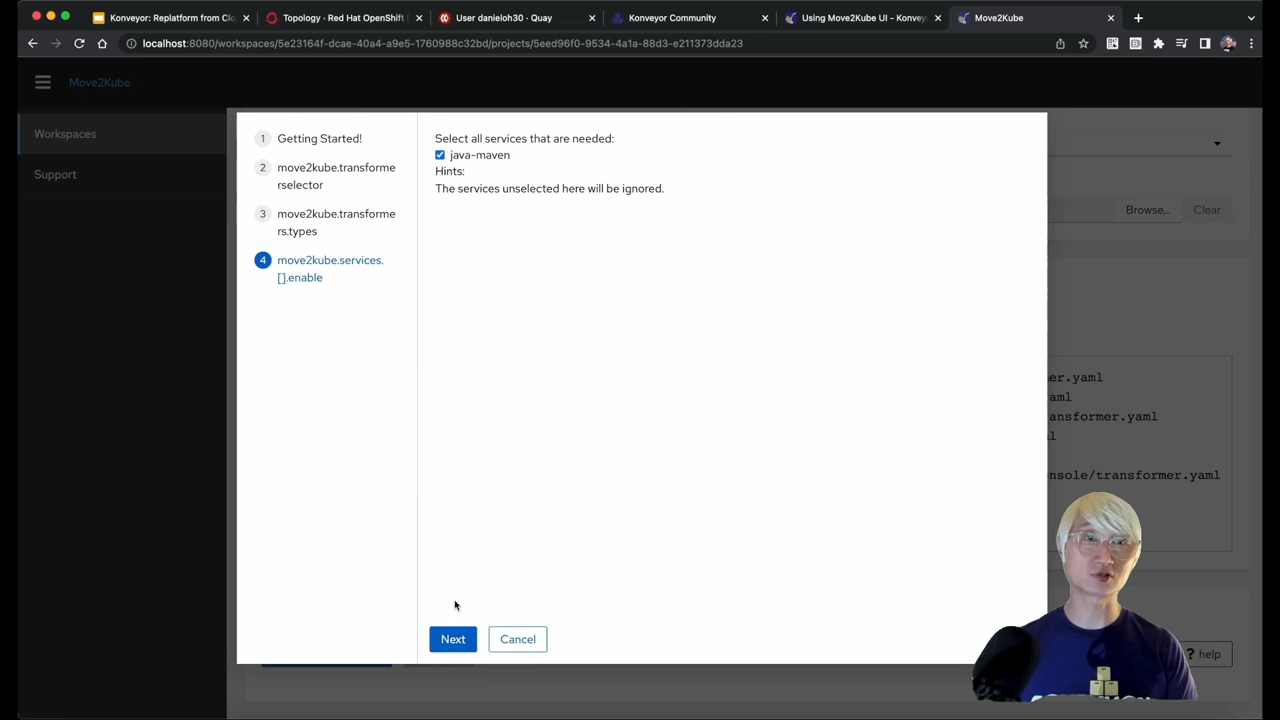 Konveyor: Replatform from Clo
Topology · Red Hat OpenShift
User danieloh30 · Quay
Konveyor Community
Using Move2Kube UI - Konvey
Move2Kube
localhost:8080/workspaces/5e23164f-dcae-40a4-a9e5-1760988c32bd/projects/5eed96f0-9534-4a1a-88d3-e211373dda23
Move2Kube
Workspaces
Support
1 Getting Started!
2 move2kube.transforme
rselector
3 move2kube.transforme
rs.types
4 move2kube.services.
[].enable
Select all services that are needed:
java-maven
Hints:
The services unselected here will be ignored.
Next
Cancel
Browse...
Clear
er.yaml
aml
ansformer.yaml
l
nsole/transformer.yaml
? help